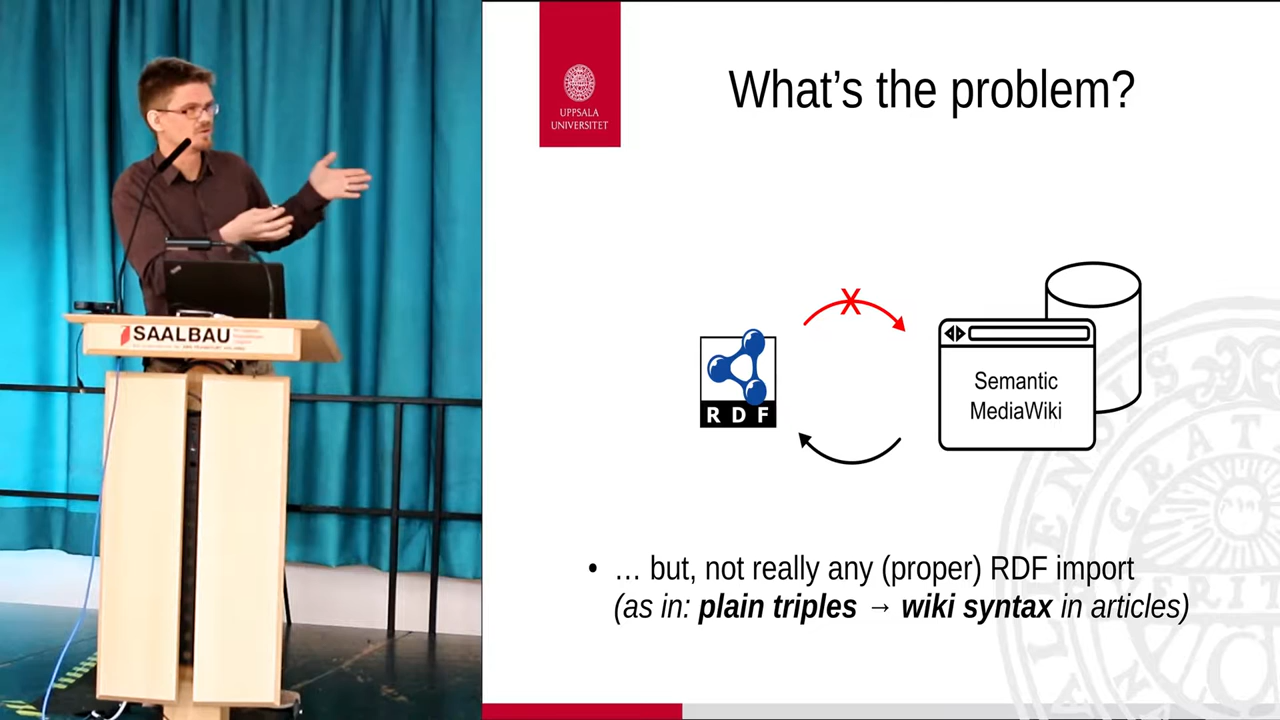 What's the problem?
UPPSALA
UNIVERSITET
SAALBAU
RDF
Semantic
MediaWiki
• … but, not really any (proper) RDF import
(as in: plain triples → wiki syntax in articles)